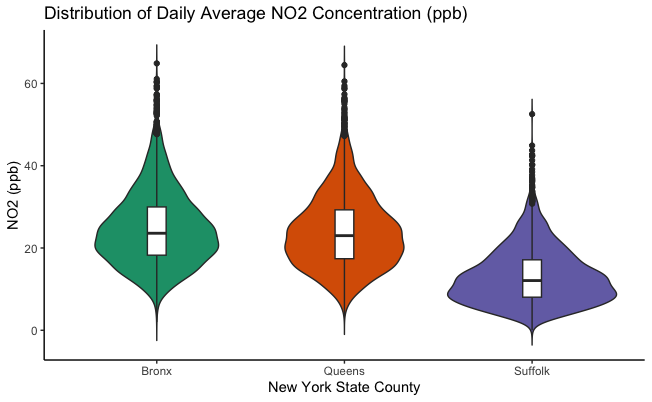 Distribution of Daily Average NO2 Concentration (ppb)
NO2 (ppb)
60
40
20
0
Bronx Queens Suffolk
New York State County